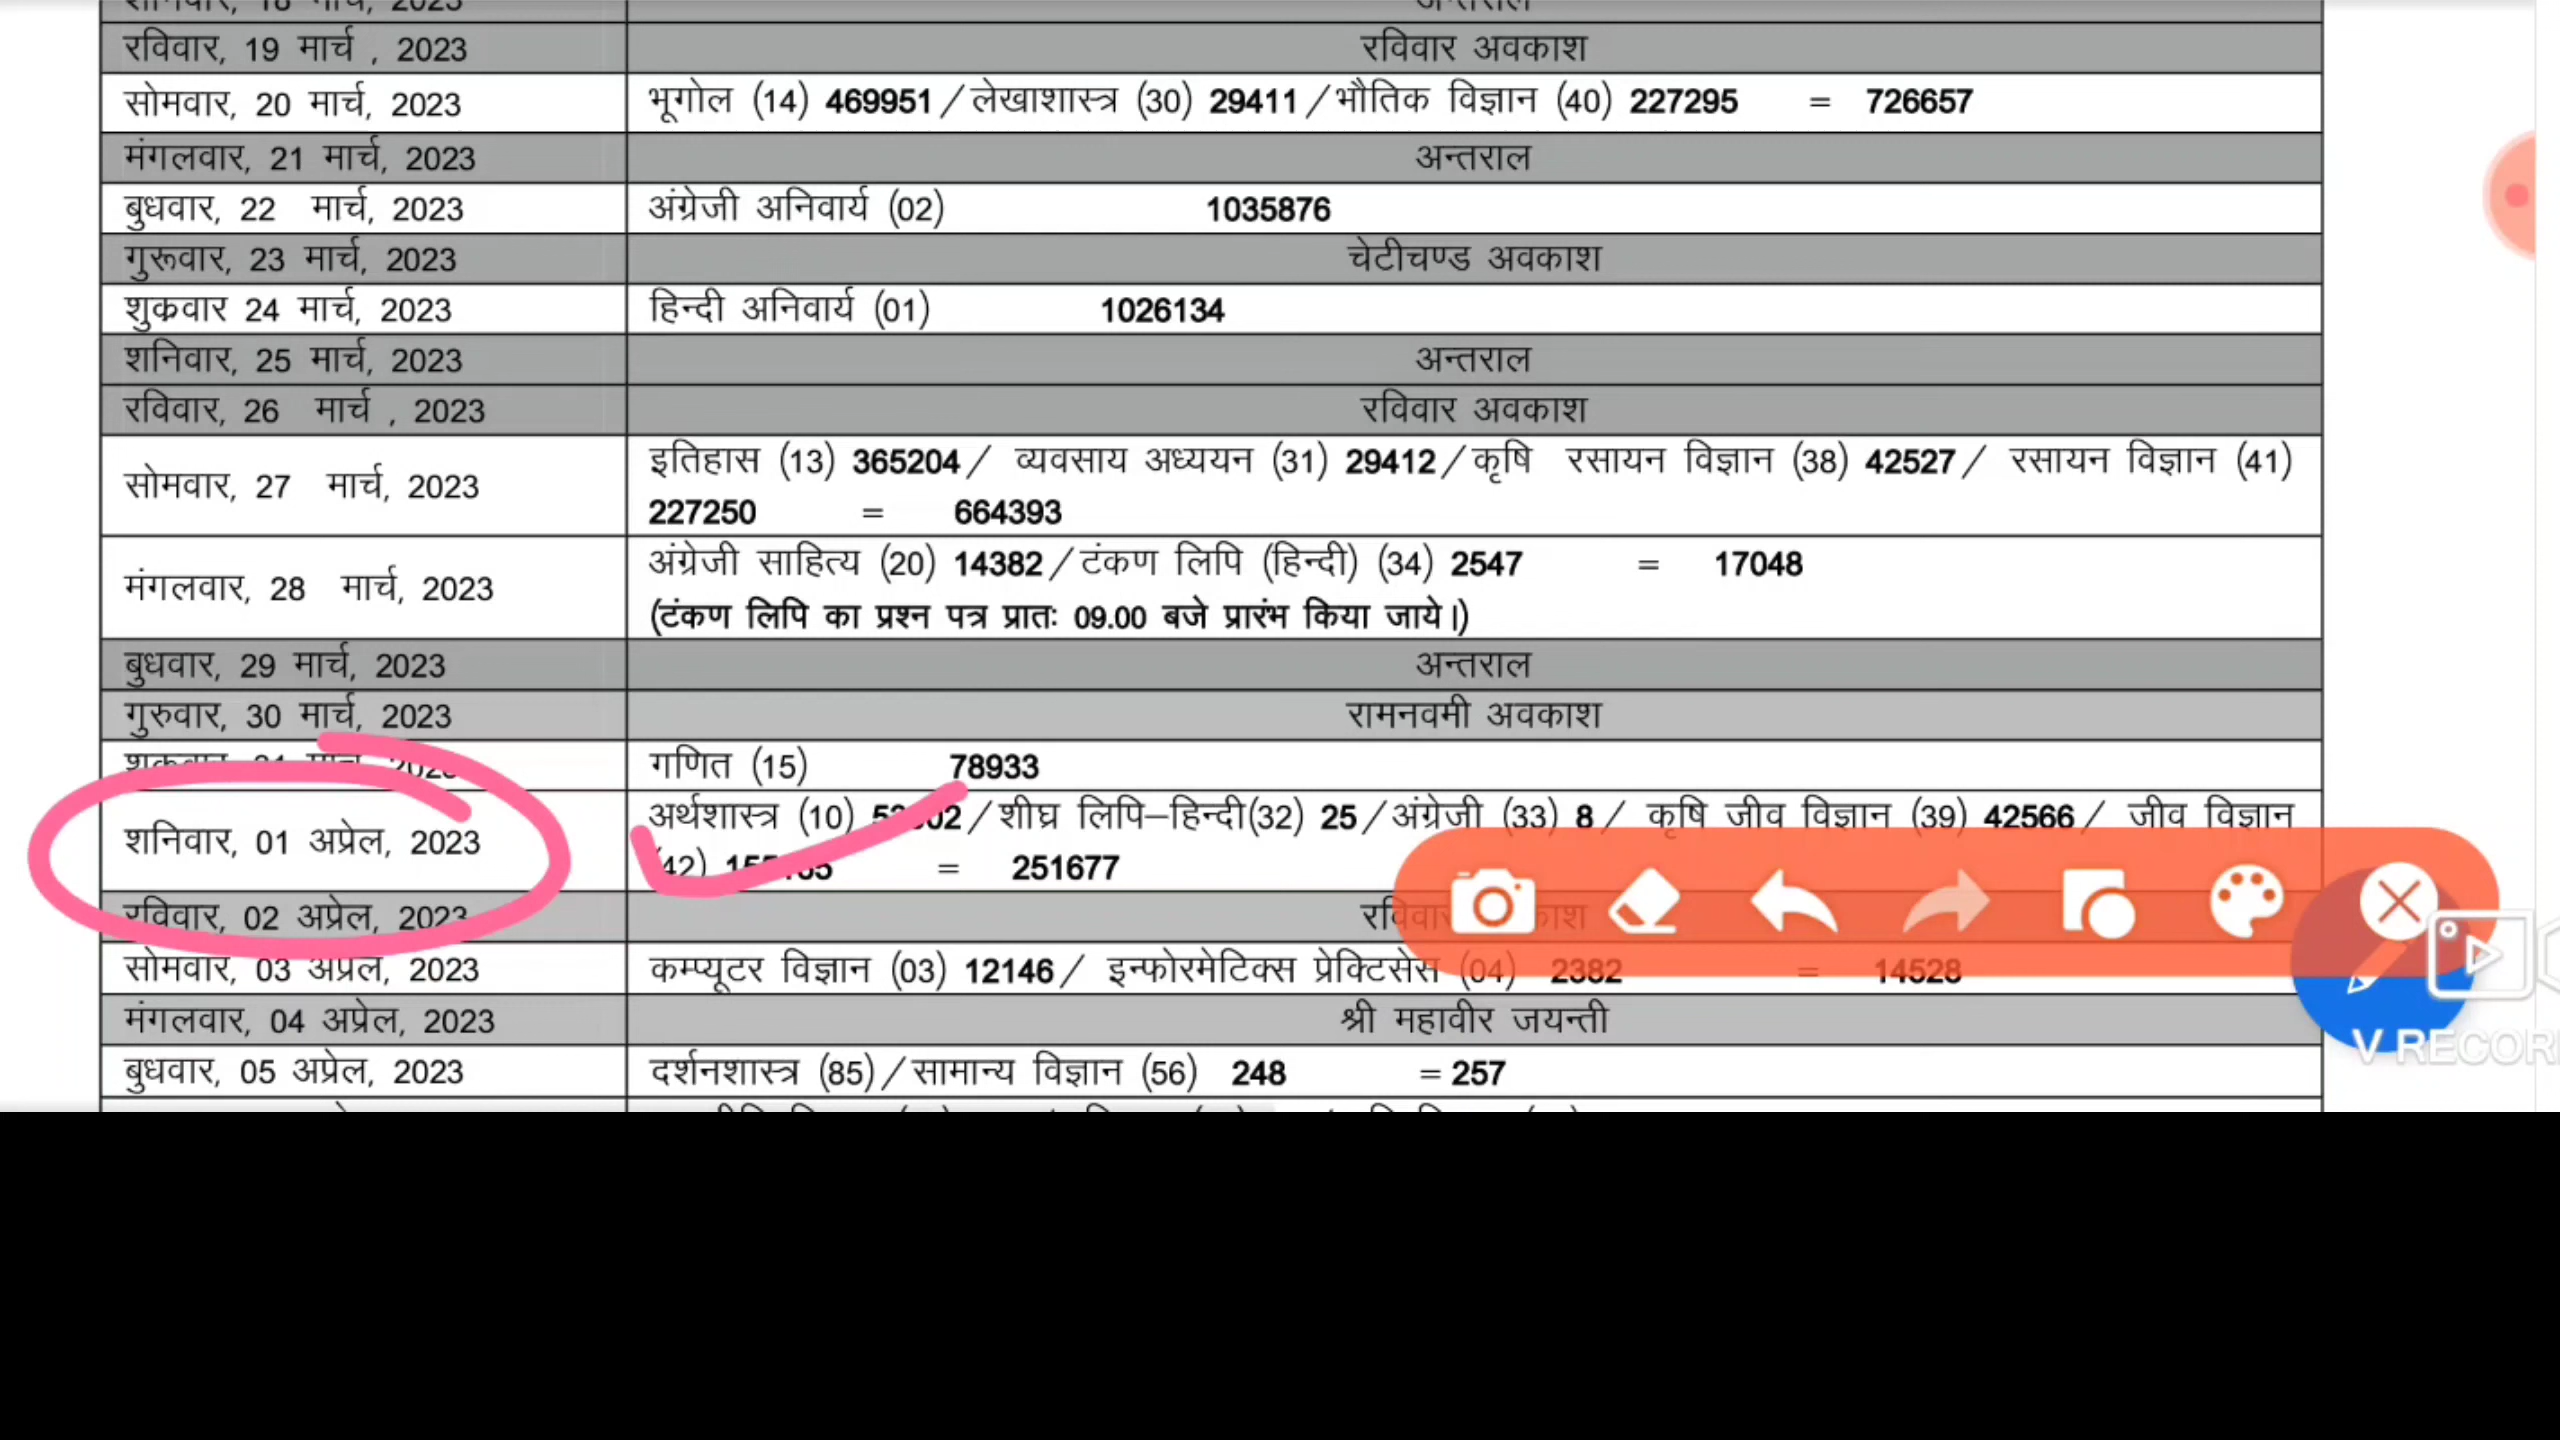 रविवार, 19 मार्च , 2023 रविवार अवकाश
सोमवार, 20 मार्च, 2023 भूगोल (14) 469951 / लेखाशास्त्र (30) 29411 / भौतिक विज्ञान (40) 227295 = 726657
मंगलवार, 21 मार्च, 2023 अन्तराल
बुधवार, 22 मार्च, 2023 अंग्रेजी अनिवार्य (02) 1035876
गुरूवार, 23 मार्च, 2023 चेटीचण्ड अवकाश
शुक्रवार 24 मार्च, 2023 हिन्दी अनिवार्य (01) 1026134
शनिवार, 25 मार्च, 2023 अन्तराल
रविवार, 26 मार्च , 2023 रविवार अवकाश
सोमवार, 27 मार्च, 2023 इतिहास (13) 365204 / व्यवसाय अध्ययन (31) 29412 / कृषि रसायन विज्ञान (38) 42527 / रसायन विज्ञान (41)
227250 = 664393
मंगलवार, 28 मार्च, 2023 अंग्रेजी साहित्य (20) 14382 / टंकण लिपि (हिन्दी) (34) 2547 = 17048
(टंकण लिपि का प्रश्न पत्र प्रातः 09.00 बजे प्रारंभ किया जाये।)
बुधवार, 29 मार्च, 2023 अन्तराल
गुरुवार, 30 मार्च, 2023 रामनवमी अवकाश
गणित (15) 78933
शनिवार, 01 अप्रेल, 2023 अर्थशास्त्र (10) / शीघ्र लिपि–हिन्दी(32) 25 / अंग्रेजी (33) 8 / कृषि जीव विज्ञान (39) 42566 / जीव विज्ञान
(42) = 251677
रविवार, 02 अप्रेल, 2023
सोमवार, 03 अप्रेल, 2023 कम्प्यूटर विज्ञान (03) 12146 / इन्फोरमेटिक्स प्रेक्टिसेस (04) 2382 = 14528
मंगलवार, 04 अप्रेल, 2023 श्री महावीर जयन्ती
बुधवार, 05 अप्रेल, 2023 दर्शनशास्त्र (85) / सामान्य विज्ञान (56) 248 = 257
V RECOR